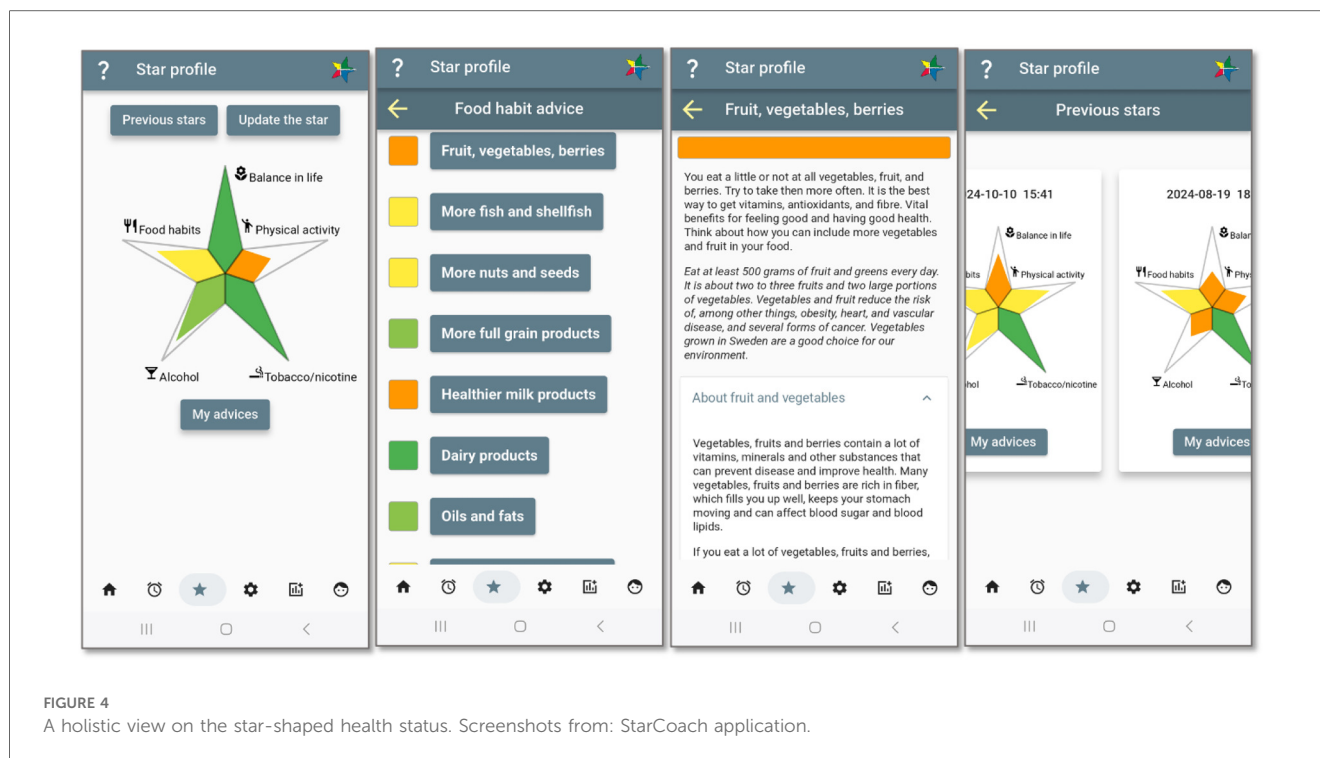 ? Star profile
Previous stars
Update the star
Balance in life
Food habits
Physical activity
Alcohol
Tobacco/nicotine
My advices
? Star profile
Food habit advice
Fruit, vegetables, berries
More fish and shellfish
More nuts and seeds
More full grain products
Healthier milk products
Dairy products
Oils and fats
? Star profile
Fruit, vegetables, berries
You eat a little or not at all vegetables, fruit, and
berries. Try to take then more often. It is the best
way to get vitamins, antioxidants, and fibre. Vital
benefits for feeling good and having good health.
Think about how you can include more vegetables
and fruit in your food.
Eat at least 500 grams of fruit and greens every day.
It is about two to three fruits and two large portions
of vegetables. Vegetables and fruit reduce the risk
of, among other things, obesity, heart, and vascular
disease, and several forms of cancer. Vegetables
grown in Sweden are a good choice for our
environment.
About fruit and vegetables
Vegetables, fruits and berries contain a lot of
vitamins, minerals and other substances that
can prevent disease and improve health. Many
vegetables, fruits and berries are rich in fiber,
which fills you up well, keeps your stomach
moving and can affect blood sugar and blood
lipids.
If you eat a lot of vegetables, fruits and berries,
? Star profile
Previous stars
24-10-10 15:41
Balance in life
bits
Physical activity
hol
Tobacco/nicotine
My advices
2024-08-19 18
Balar
Food habits
Phy
Alcohol
To
My advices
FIGURE 4
A holistic view on the star-shaped health status. Screenshots from: StarCoach application.